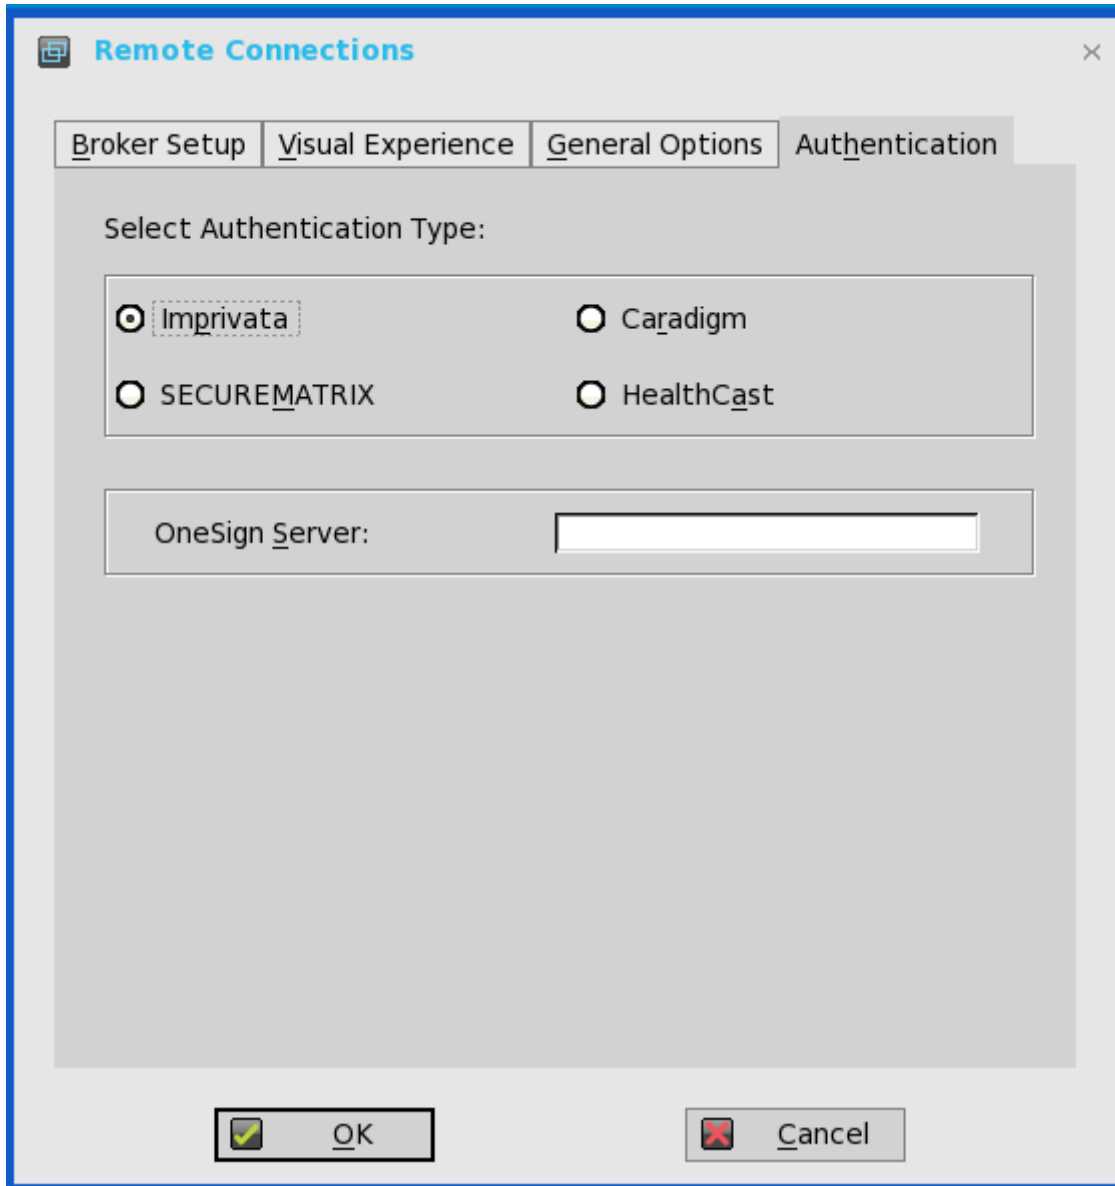 Remote Connections
Broker Setup Visual Experience General Options Authentication
Select Authentication Type:
Imprivata Caradigm
SECUREMATRIX HealthCast
OneSign Server:
OK Cancel